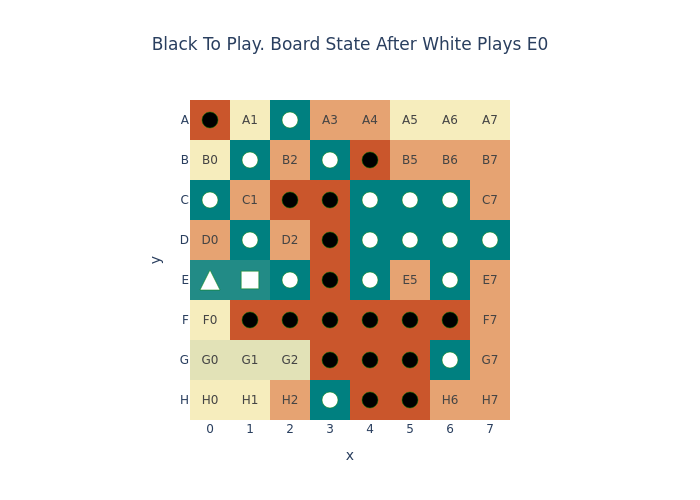 Black To Play. Board State After White Plays E0
A A1 A3 A4 A5 A6 A7
B B0 B2 B5 B6 B7
C C1 C7
D D0 D2
E E5 E7
F F0 F7
G G0 G1 G2 G7
H H0 H1 H2 H6 H7
0 1 2 3 4 5 6 7
x
y